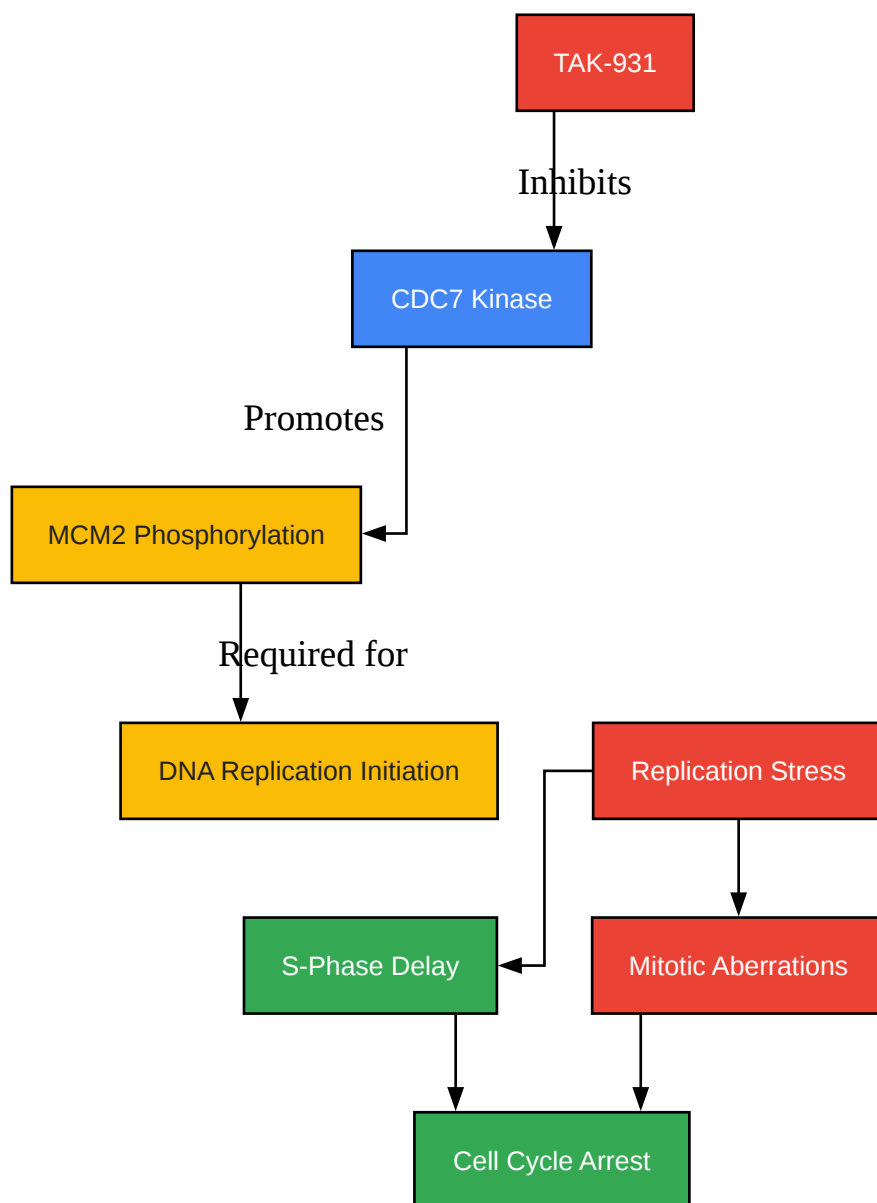 TAK-931
Inhibits
CDC7 Kinase
Promotes
MCM2 Phosphorylation
Required for
DNA Replication Initiation
Replication Stress
S-Phase Delay
Mitotic Aberrations
Cell Cycle Arrest